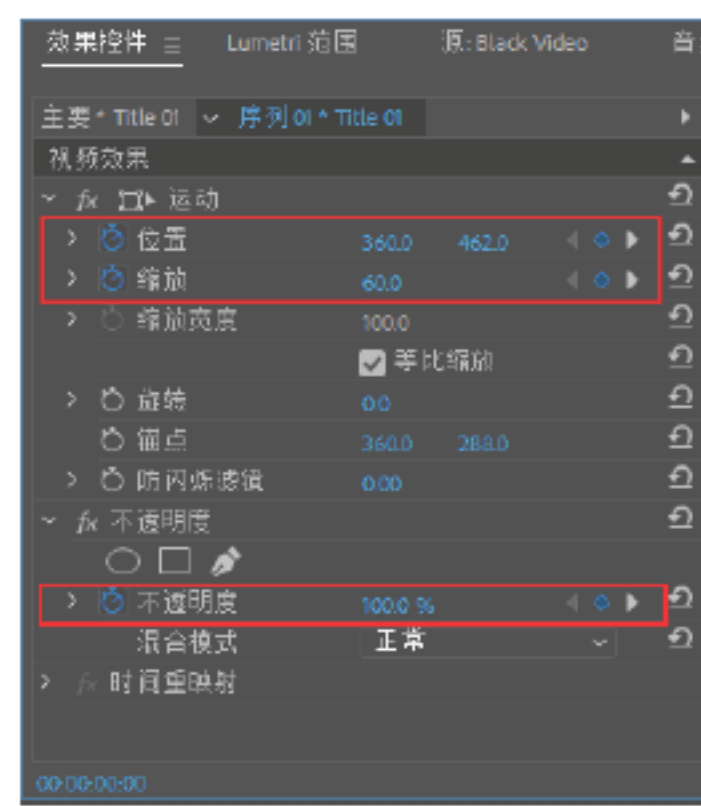 效果控件 Lumetri 范围 源: Black Video 音
主要 * Title 01 序列 01 * Title 01
视频效果
fx 运动
位置 360.0 462.0
缩放 60.0
缩放宽度 100.0
等比缩放
旋转 0.0
锚点 360.0 288.0
防闪烁滤镜 0.00
fx 不透明度
不透明度 100.0 %
混合模式 正常
fx 时间重映射
00:00:00:00